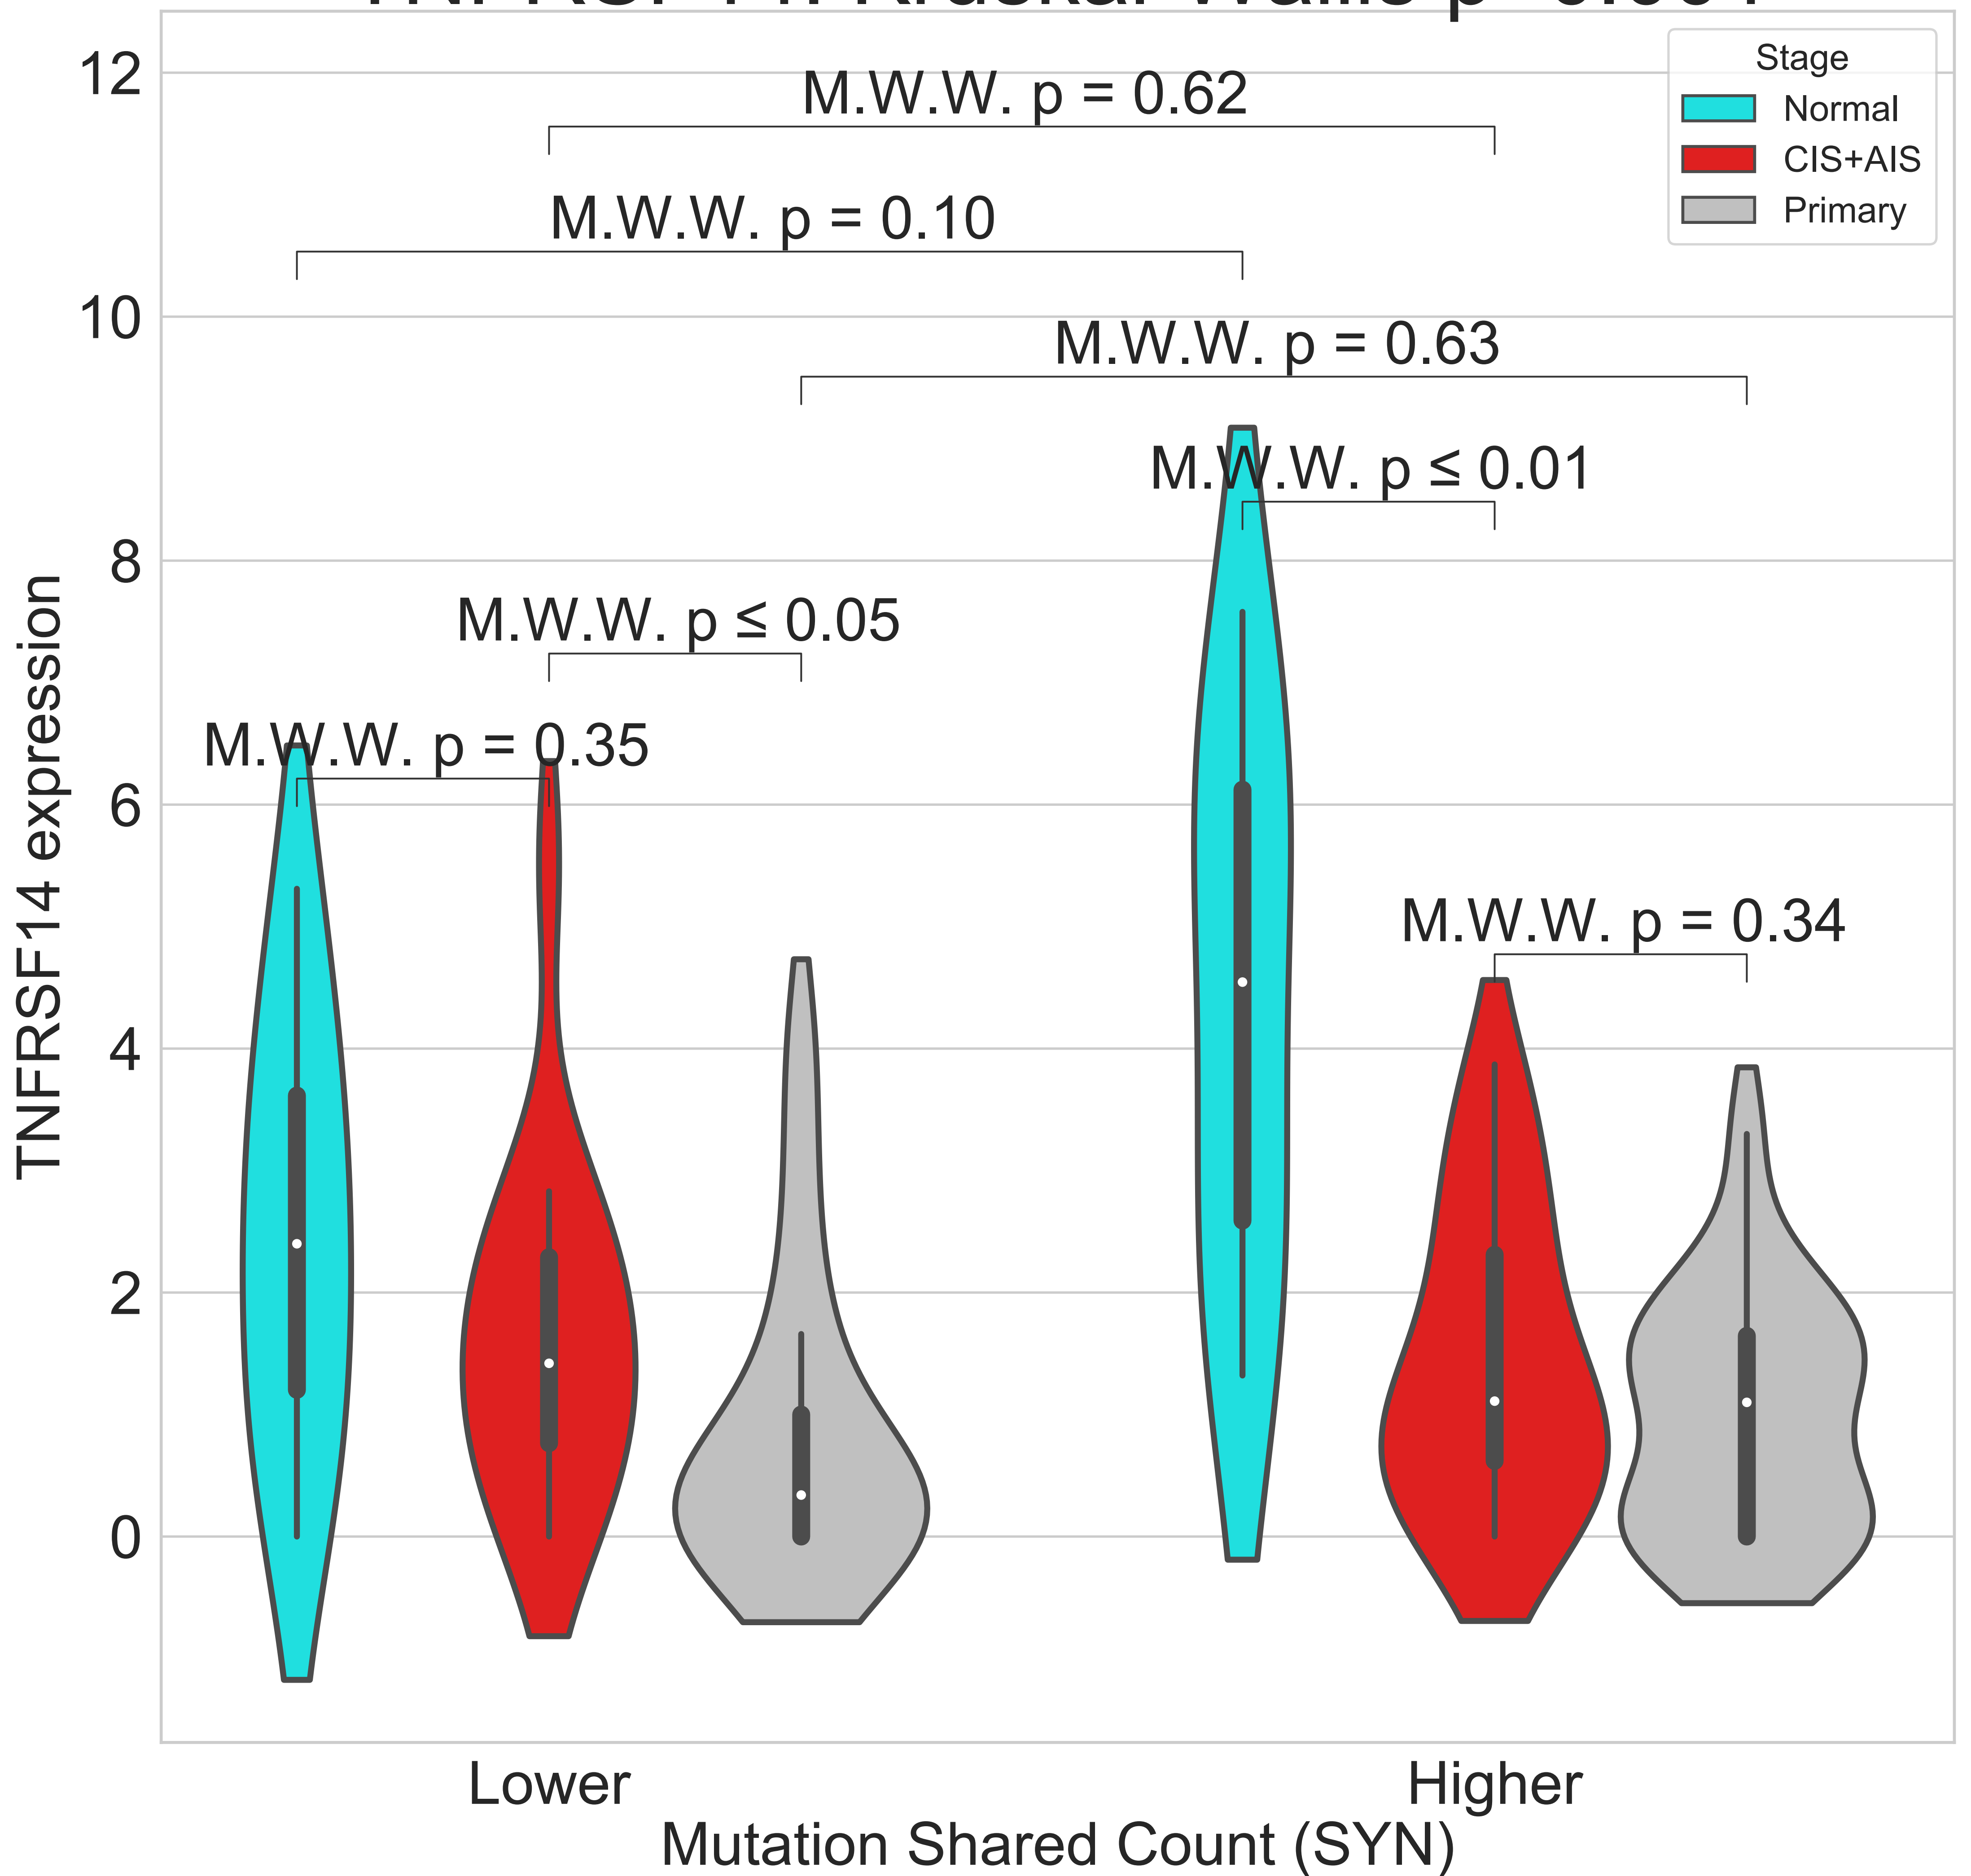 12
10
8
6
4
2
0
TNFRSF14 expression
Stage
Normal
CIS+AIS
Primary
M.W.W. p = 0.62
M.W.W. p = 0.10
M.W.W. p = 0.63
M.W.W. p ≤ 0.01
M.W.W. p ≤ 0.05
M.W.W. p = 0.35
M.W.W. p = 0.34
Lower
Higher
Mutation Shared Count (SYN)